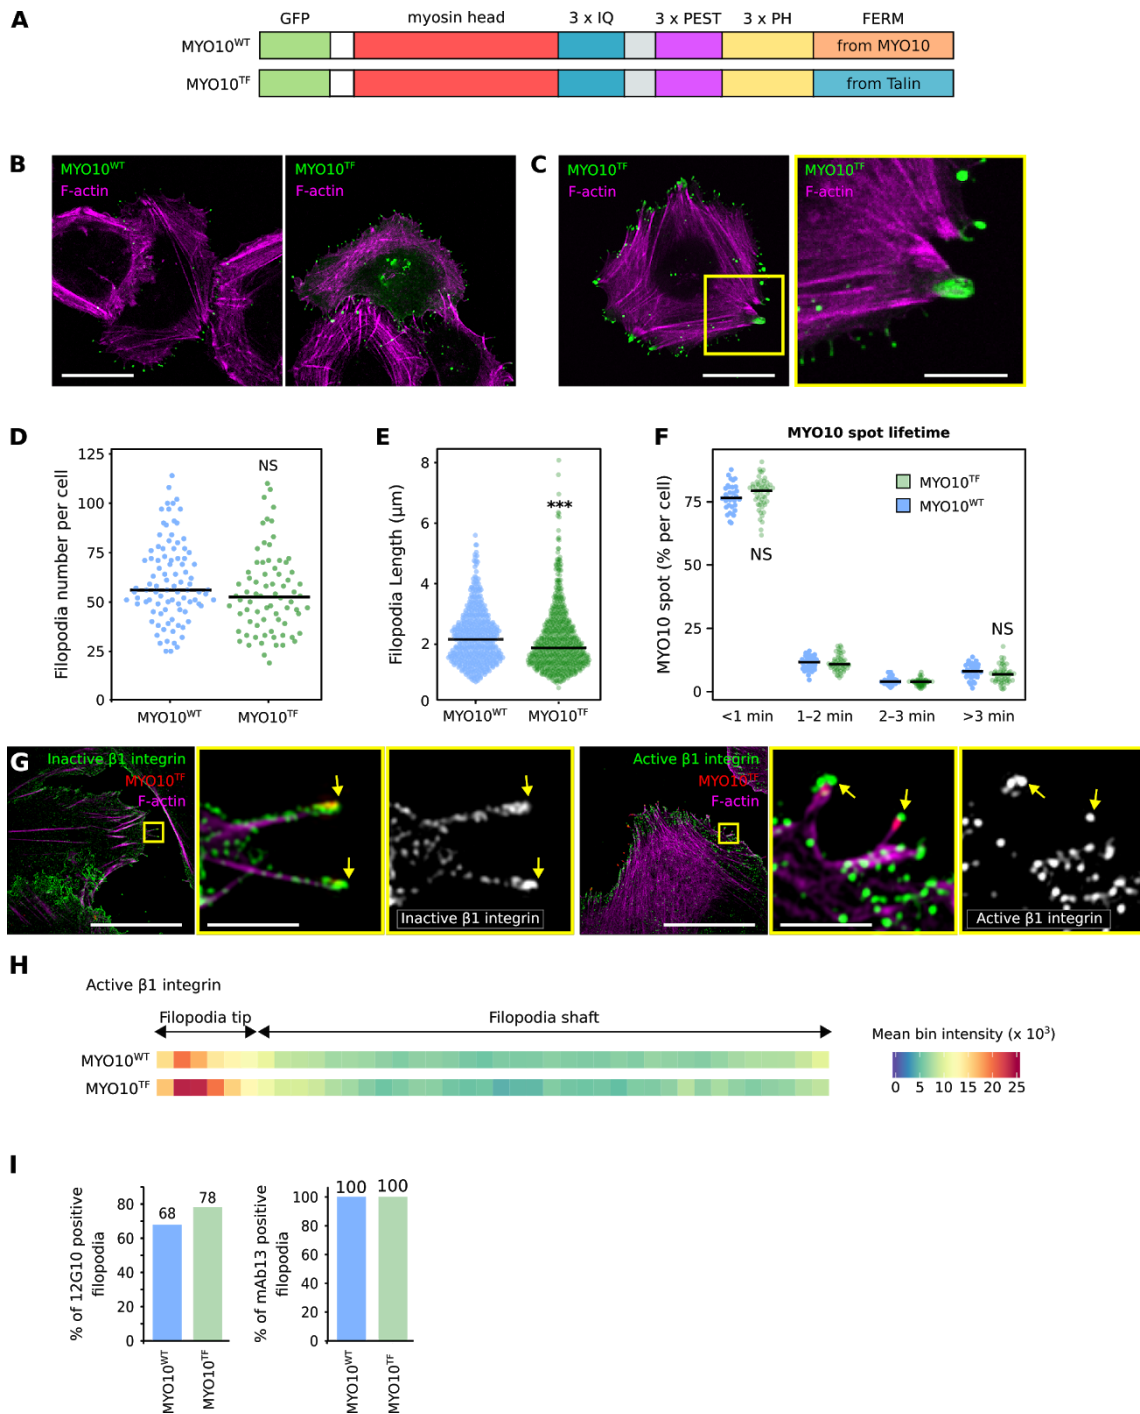 A
GFP
myosin head
3 x IQ
3 x PEST
3 x PH
FERM
MYO10WT
from MYO10
MYO10TF
from Talin
B
MYO10WT
F-actin
MYO10TF
F-actin
C
MYO10TF
F-actin
MYO10TF
F-actin
D
Filopodia number per cell
125
100
75
50
25
0
NS
MYO10WT
MYO10TF
E
Filopodia Length (µm)
8
6
4
2
0
***
MYO10WT
MYO10TF
F
MYO10 spot lifetime
MYO10 spot (% per cell)
75
50
25
0
MYO10TF
MYO10WT
NS
NS
<1 min
1–2 min
2–3 min
>3 min
G
Inactive β1 integrin
MYO10TF
F-actin
Inactive β1 integrin
Active β1 integrin
MYO10TF
F-actin
Active β1 integrin
H
Active β1 integrin
Filopodia tip
Filopodia shaft
MYO10WT
MYO10TF
Mean bin intensity (x 10³)
0 5 10 15 20 25
I
% of 12G10 positive
filopodia
80
60
40
20
0
68
78
MYO10WT
MYO10TF
% of mAb13 positive
filopodia
100
80
60
40
20
0
100
100
MYO10WT
MYO10TF